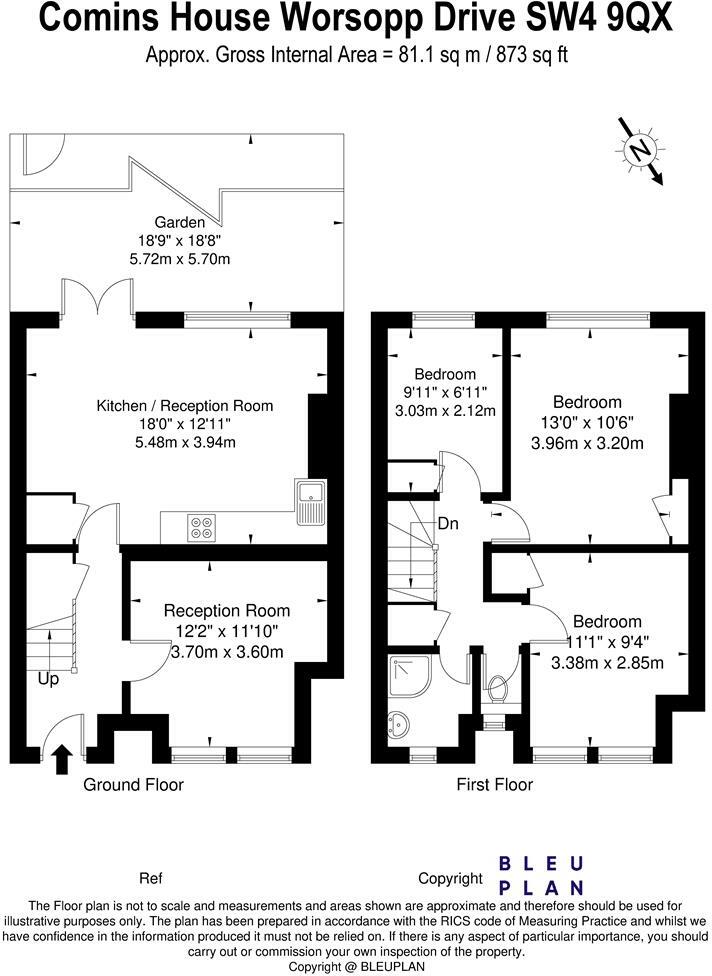 Comins House Worsopp Drive SW4 9QX
Approx. Gross Internal Area = 81.1 sq m / 873 sq ft
N
Garden
18'9" x 18'8"
5.72m x 5.70m
Kitchen / Reception Room
18'0" x 12'11"
5.48m x 3.94m
Bedroom
9'11" x 6'11"
3.03m x 2.12m
Bedroom
13'0" x 10'6"
3.96m x 3.20m
Dn
Reception Room
12'2" x 11'10"
3.70m x 3.60m
Bedroom
11'1" x 9'4"
3.38m x 2.85m
Up
Ground Floor
First Floor
Ref
Copyright
BLEU
PLAN
The Floor plan is not to scale and measurements and areas shown are approximate and therefore should be used for
illustrative purposes only. The plan has been prepared in accordance with the RICS code of Measuring Practice and whilst we
have confidence in the information produced it must not be relied on. If there is any aspect of particular importance, you should
carry out or commission your own inspection of the property.
Copyright @ BLEUPLAN